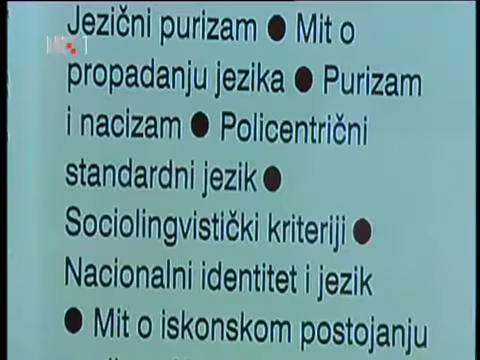 Jezični purizam ● Mit o
propadanju jezika ● Purizam
i nacizam ● Policentrični
standardni jezik ●
Sociolingvistički kriteriji ●
Nacionalni identitet i jezik
● Mit o iskonskom postojanju